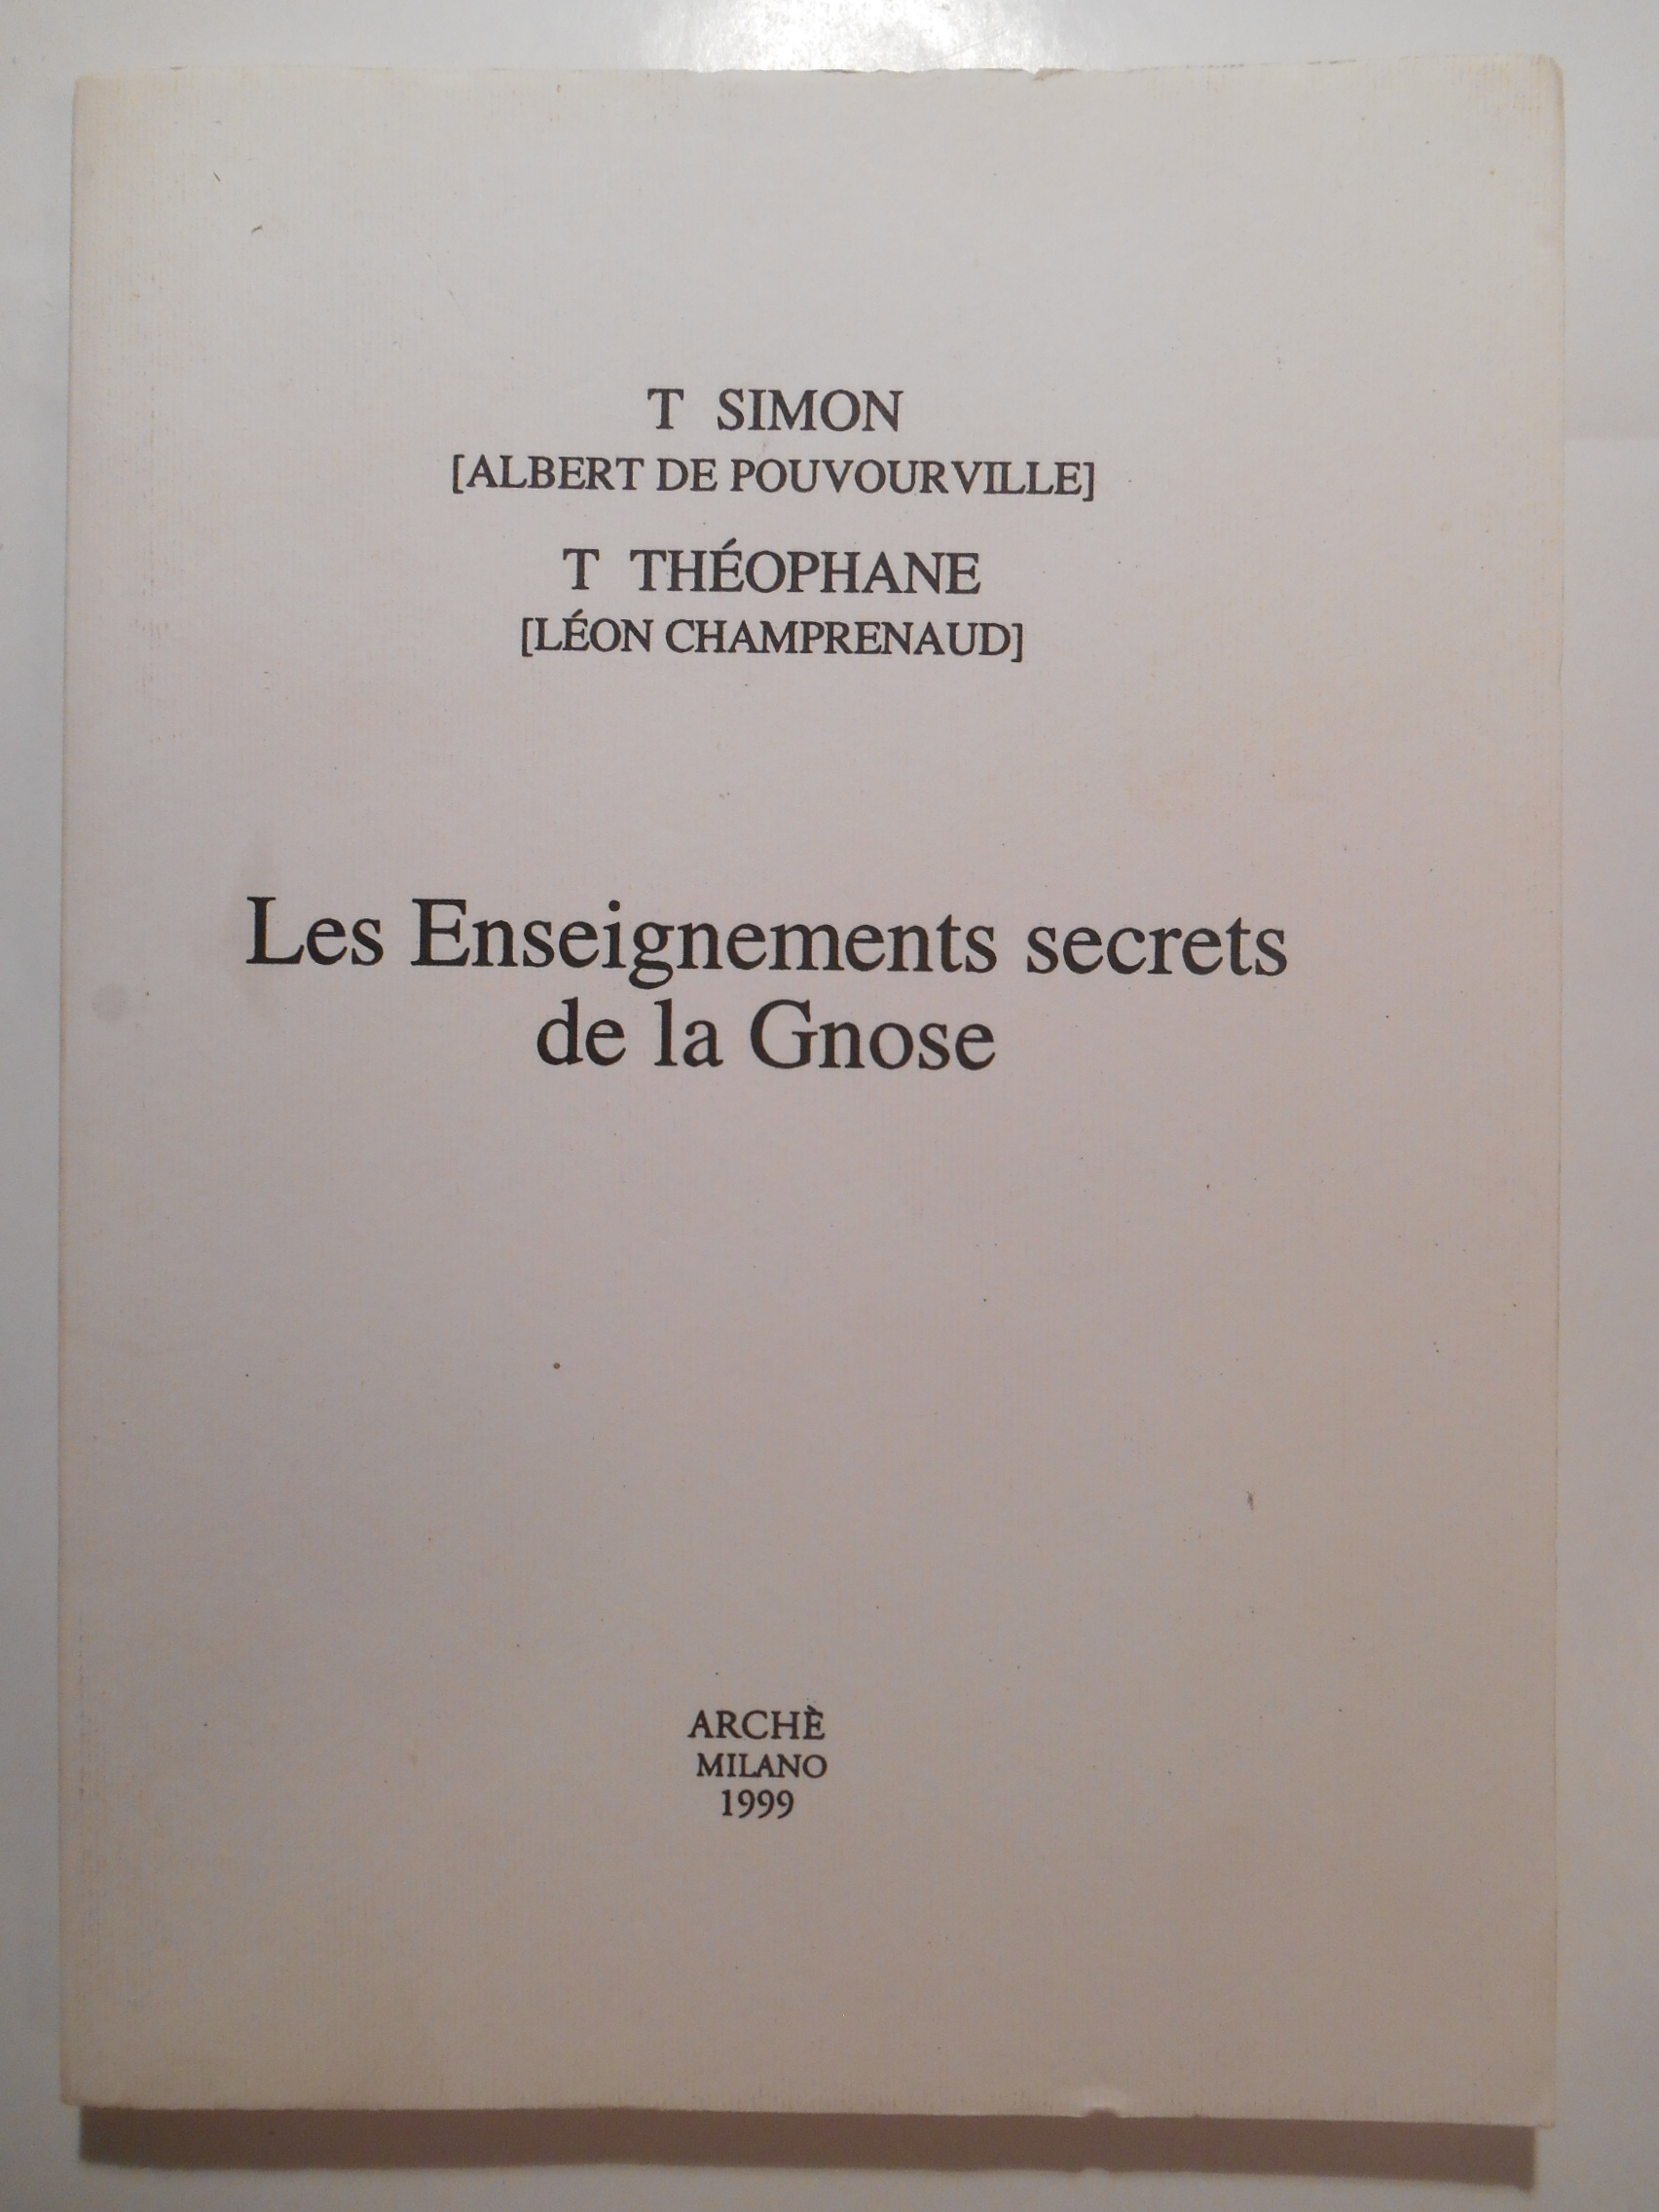 T SIMON
[ALBERT DE POUVOURVILLE]
T THÉOPHANE
[LÉON CHAMPRENAUD]
Les Enseignements secrets
de la Gnose
ARCHÈ
MILANO
1999